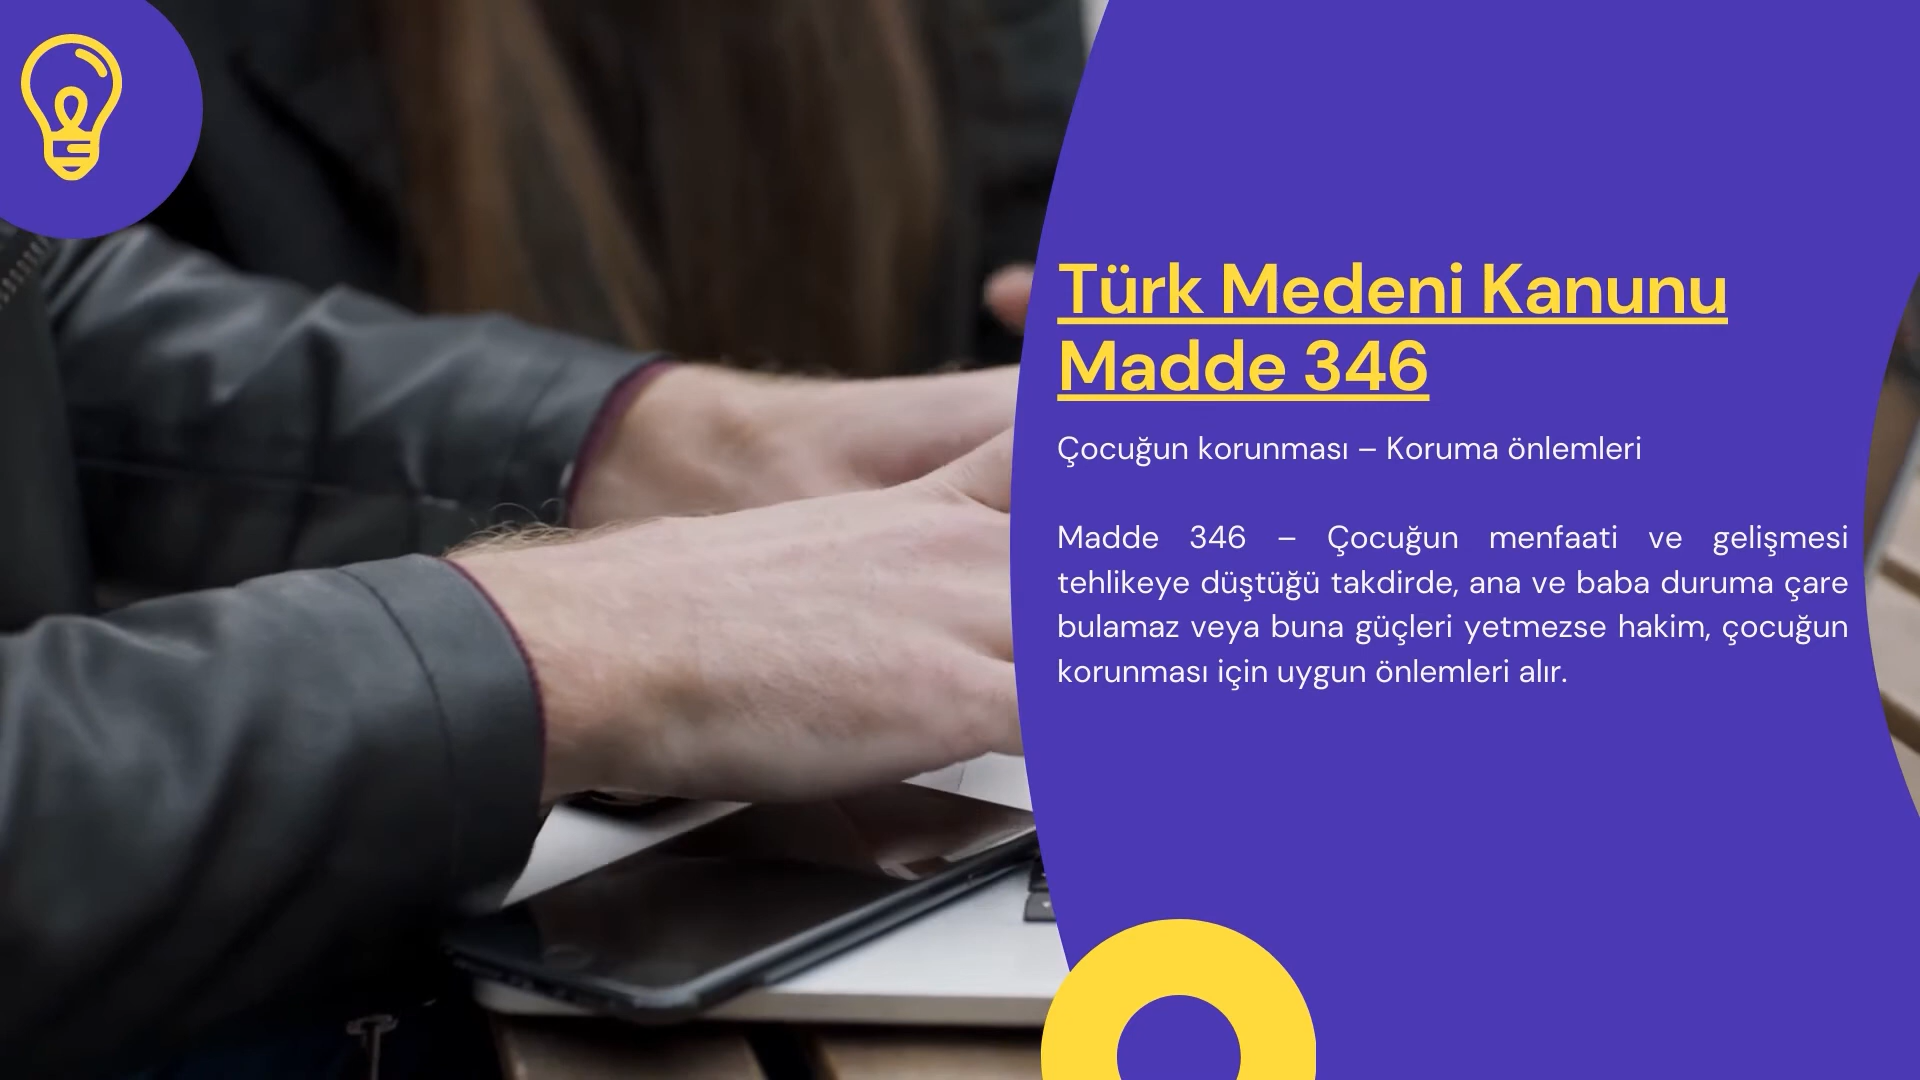 Türk Medeni Kanunu
Madde 346
Çocuğun korunması – Koruma önlemleri
Madde 346 – Çocuğun menfaati ve gelişmesi
tehlikeye düştüğü takdirde, ana ve baba duruma çare
bulamaz veya buna güçleri yetmezse hakim, çocuğun
korunması için uygun önlemleri alır.